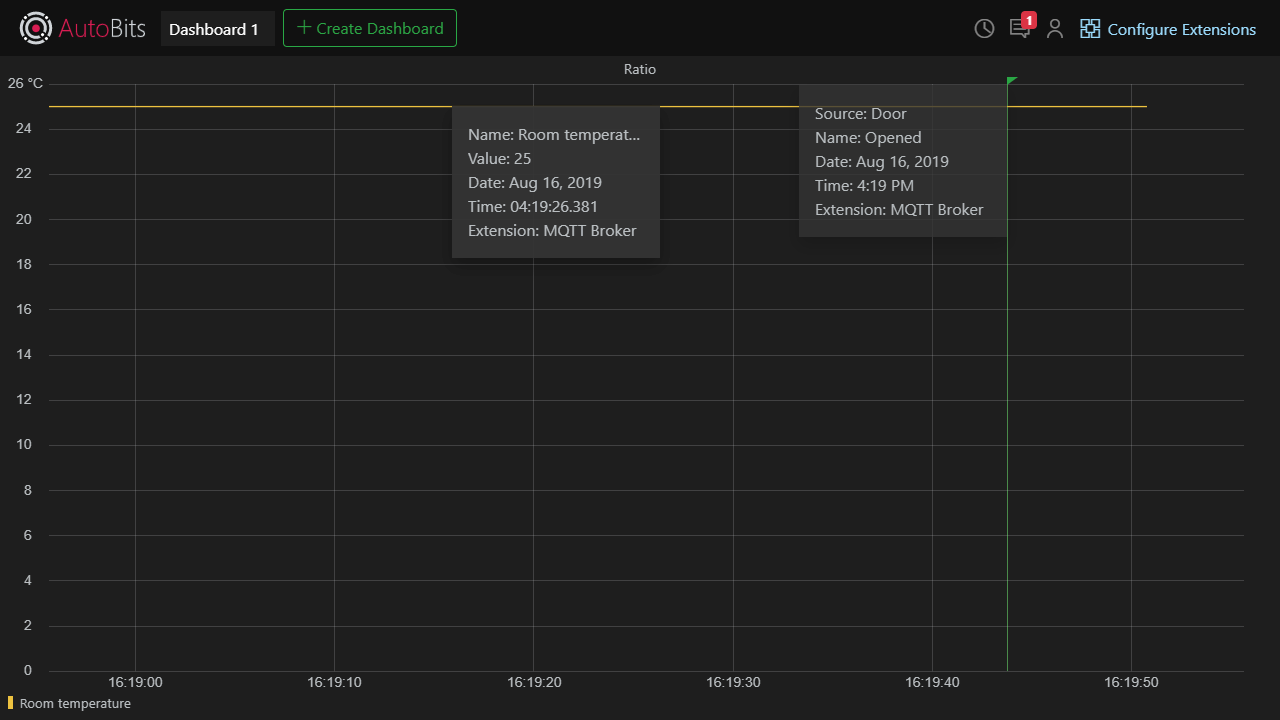 AutoBits Dashboard 1 + Create Dashboard 1 Configure Extensions
Ratio
26 °C
24
22
20
18
16
14
12
10
8
6
4
2
0
Name: Room temperat...
Value: 25
Date: Aug 16, 2019
Time: 04:19:26.381
Extension: MQTT Broker
Source: Door
Name: Opened
Date: Aug 16, 2019
Time: 4:19 PM
Extension: MQTT Broker
16:19:00 16:19:10 16:19:20 16:19:30 16:19:40 16:19:50
Room temperature